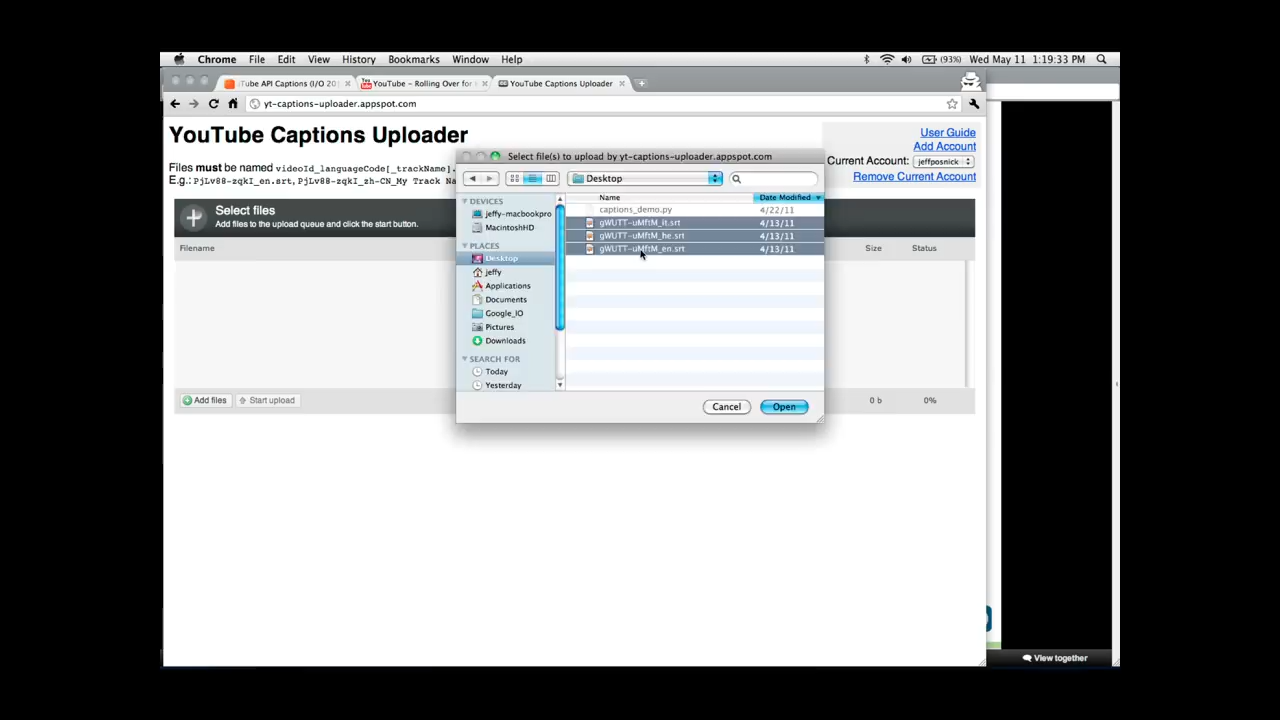 Chrome File Edit View History Bookmarks Window Help (93%) Wed May 11 1:19:33 PM
iTube API Captions (I/O 20 YouTube - Rolling Over for YouTube Captions Uploader
yt-captions-uploader.appspot.com
YouTube Captions Uploader
User Guide
Add Account
Current Account: jeffposnick
Remove Current Account
Files must be named videoId_languageCode[_trackName].
E.g.: PjLv88-zqkI_en.srt, PjLv88-zqkI_zh-CN_My Track Na
Select files
Add files to the upload queue and click the start button.
Filename Size Status
Add files Start upload 0 b 0%
Select file(s) to upload by yt-captions-uploader.appspot.com
Desktop
DEVICES
jeffy-macbookpro
MacintoshHD
PLACES
Desktop
jeffy
Applications
Documents
Google_IO
Pictures
Downloads
SEARCH FOR
Today
Yesterday
Name Date Modified
captions_demo.py 4/22/11
gWUTT-uMftM_it.srt 4/13/11
gWUTT-uMftM_he.srt 4/13/11
gWUTT-uMftM_en.srt 4/13/11
Cancel Open
View together